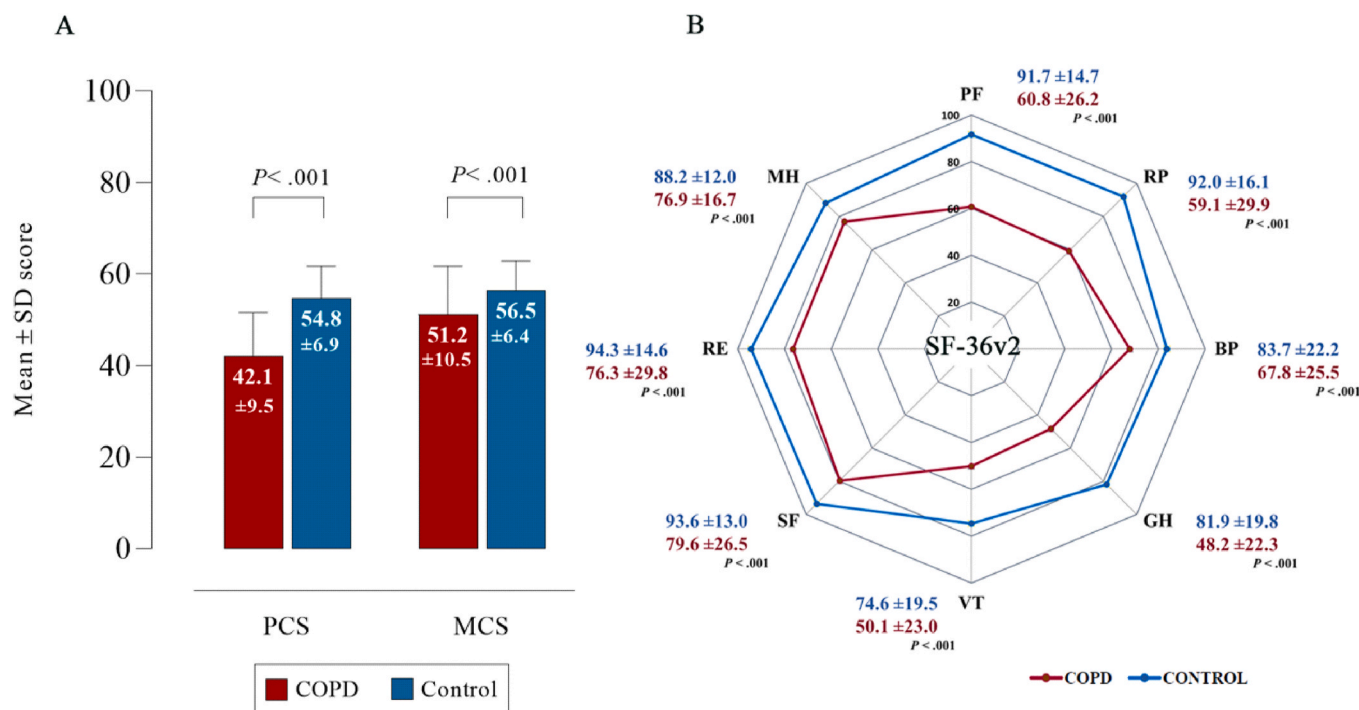 A
Mean ± SD score
100
80
60
40
20
0
P< .001
P< .001
42.1
±9.5
54.8
±6.9
51.2
±10.5
56.5
±6.4
PCS
MCS
COPD
Control
B
91.7 ±14.7
60.8 ±26.2
P < .001
PF
100
80
60
40
20
SF-36v2
RP
92.0 ±16.1
59.1 ±29.9
P < .001
BP
83.7 ±22.2
67.8 ±25.5
P < .001
GH
81.9 ±19.8
48.2 ±22.3
P < .001
VT
74.6 ±19.5
50.1 ±23.0
P < .001
SF
93.6 ±13.0
79.6 ±26.5
P < .001
RE
94.3 ±14.6
76.3 ±29.8
P < .001
MH
88.2 ±12.0
76.9 ±16.7
P < .001
COPD
CONTROL